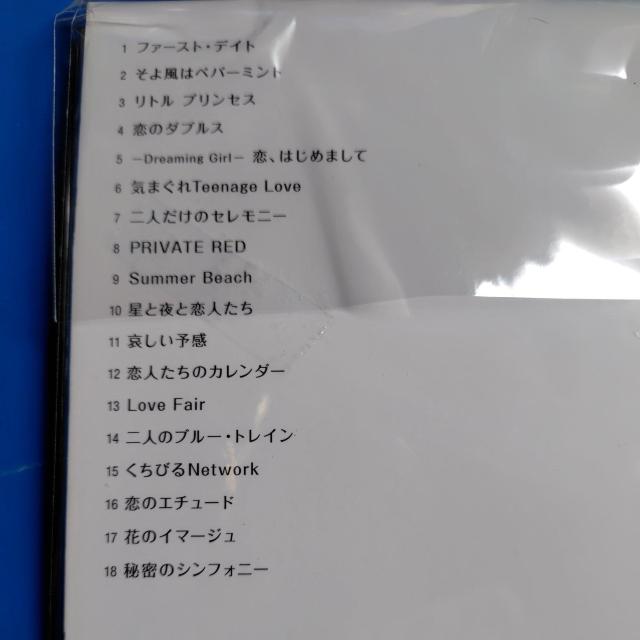 1 ファースト・デイト
2 そよ風はペパーミント
3 リトル プリンセス
4 恋のダブルス
5 −Dreaming Girl− 恋、はじめまして
6 気まぐれTeenage Love
7 二人だけのセレモニー
8 PRIVATE RED
9 Summer Beach
10 星と夜と恋人たち
11 哀しい予感
12 恋人たちのカレンダー
13 Love Fair
14 二人のブルー・トレイン
15 くちびるNetwork
16 恋のエチュード
17 花のイマージュ
18 秘密のシンフォニー